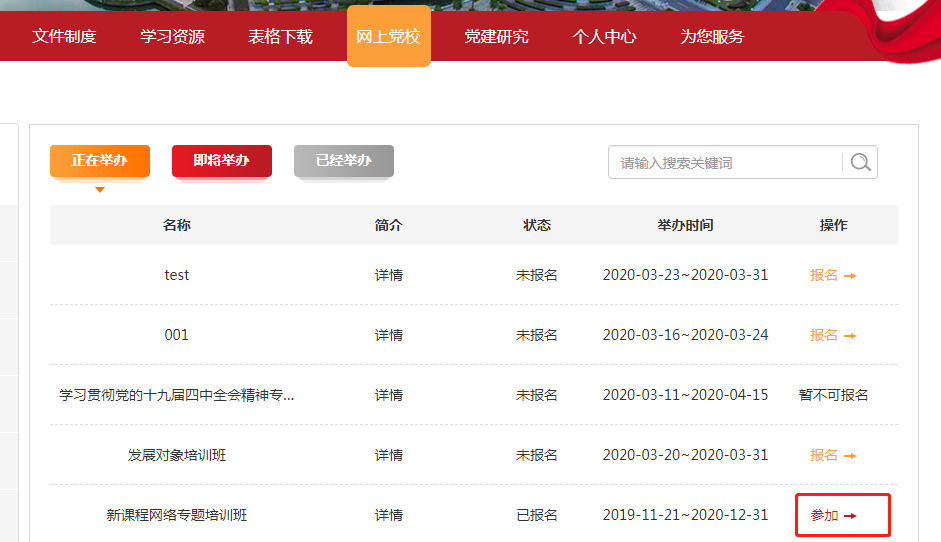 文件制度 学习资源 表格下载 网上党校 党建研究 个人中心 为您服务
正在举办 即将举办 已经举办 请输入搜索关键词
名称 简介 状态 举办时间 操作
test 详情 未报名 2020-03-23~2020-03-31 报名
001 详情 未报名 2020-03-16~2020-03-24 报名
学习贯彻党的十九届四中全会精神专... 详情 未报名 2020-03-11~2020-04-15 暂不可报名
发展对象培训班 详情 未报名 2020-03-20~2020-03-31 报名
新课程网络专题培训班 详情 已报名 2019-11-21~2020-12-31 参加